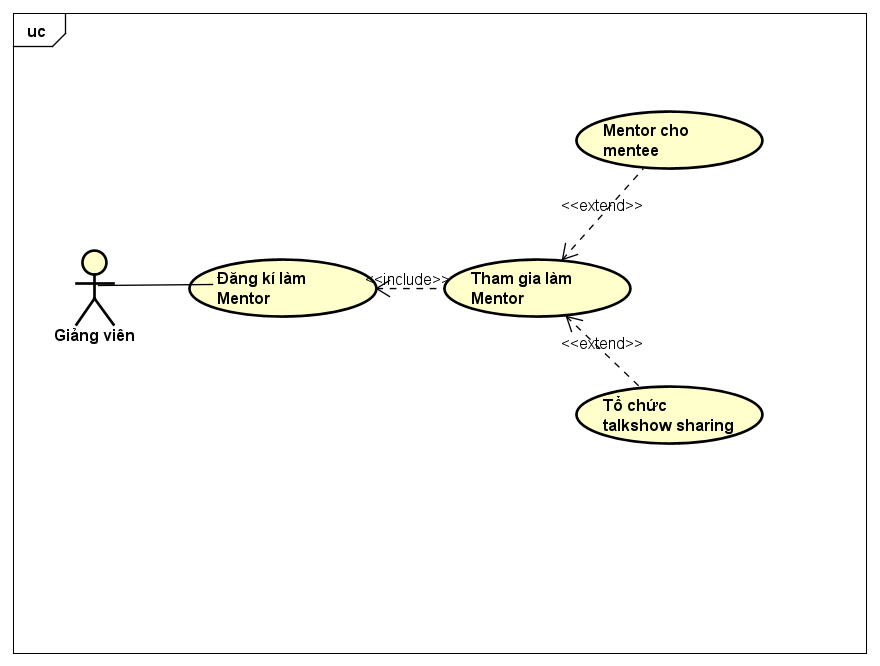 uc
Mentor cho
mentee
<<extend>>
Giảng viên
Đăng kí làm
Mentor
<<include>>
Tham gia làm
Mentor
<<extend>>
Tổ chức
talkshow sharing